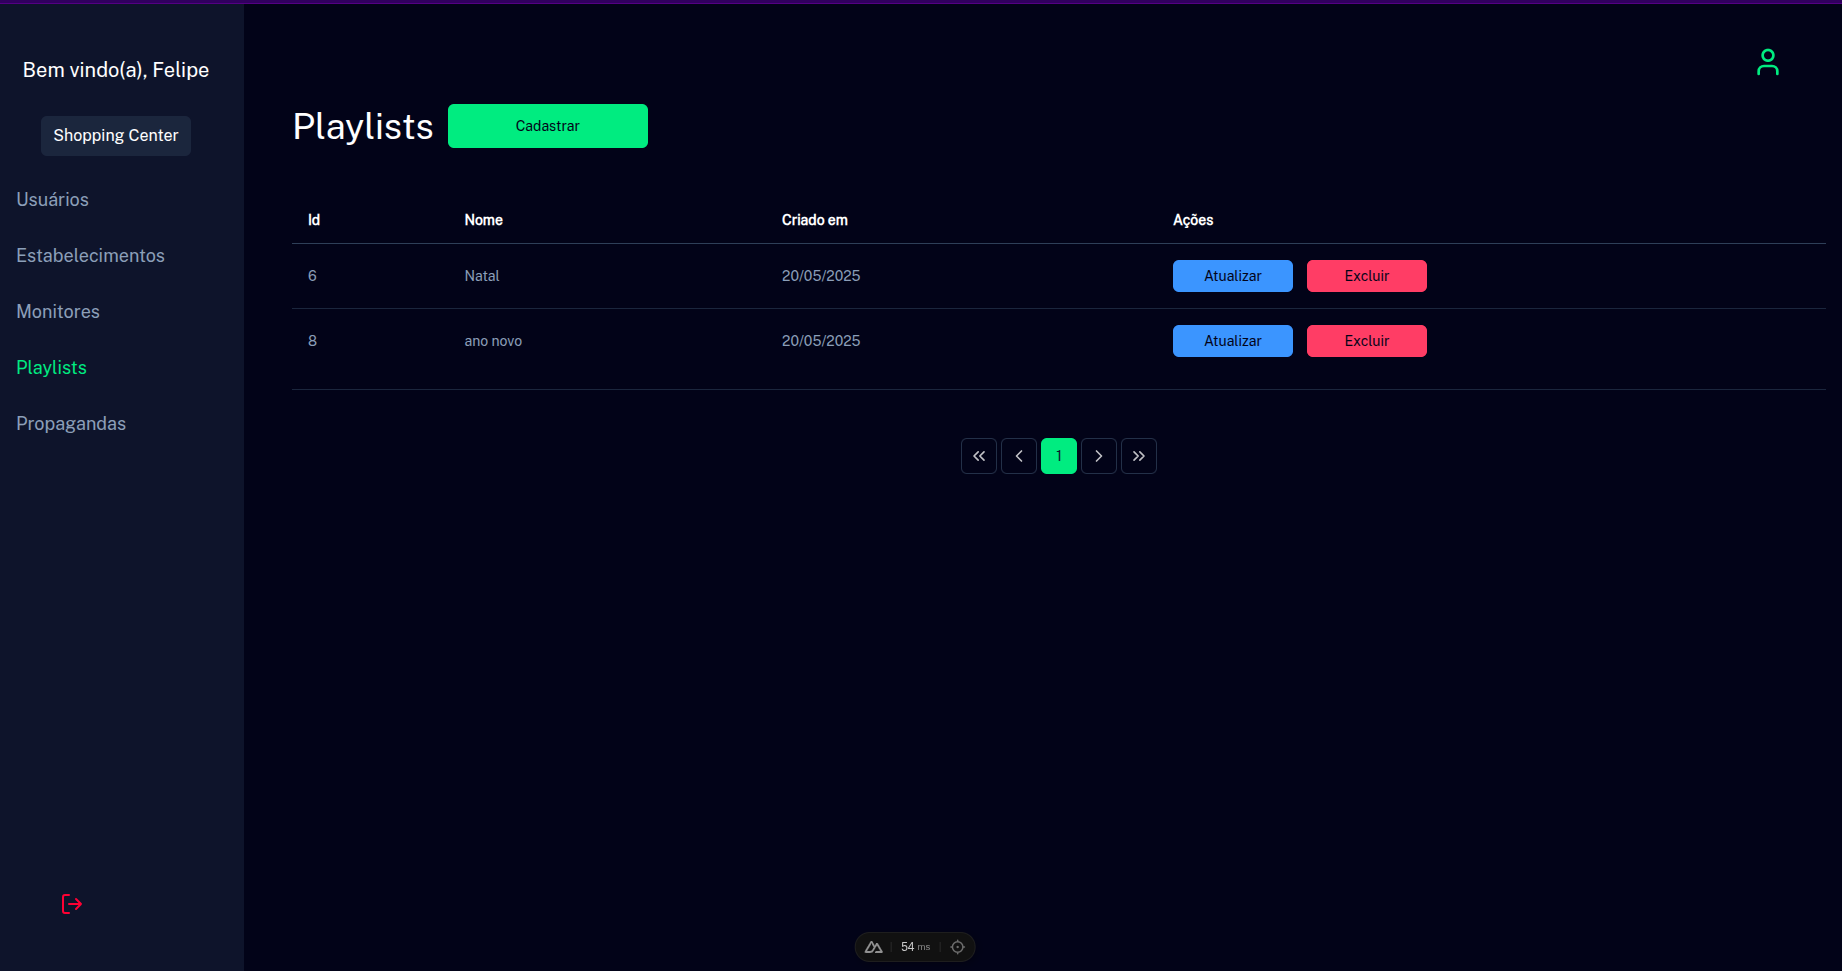 Bem vindo(a), Felipe
Shopping Center
Usuários
Estabelecimentos
Monitores
Playlists
Propagandas
Playlists Cadastrar
Id Nome Criado em Ações
6 Natal 20/05/2025 Atualizar Excluir
8 ano novo 20/05/2025 Atualizar Excluir
1
54 ms